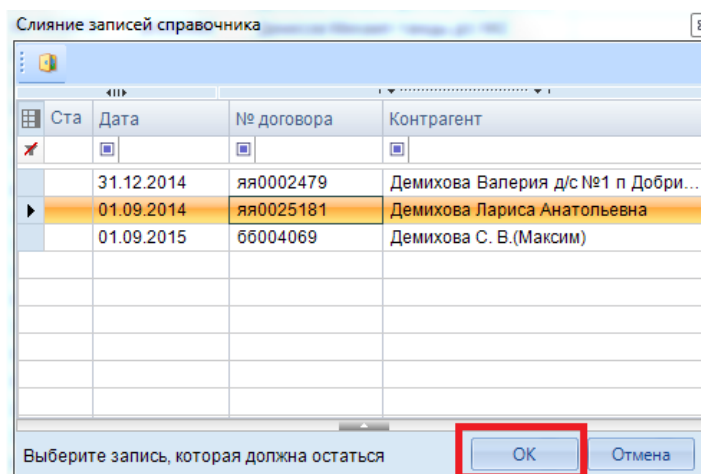 Слияние записей справочника
Ста Дата № договора Контрагент
31.12.2014 яя0002479 Демихова Валерия д/с №1 п Добри...
01.09.2014 яя0025181 Демихова Лариса Анатольевна
01.09.2015 бб004069 Демихова С. В.(Максим)
Выберите запись, которая должна остаться ОК Отмена